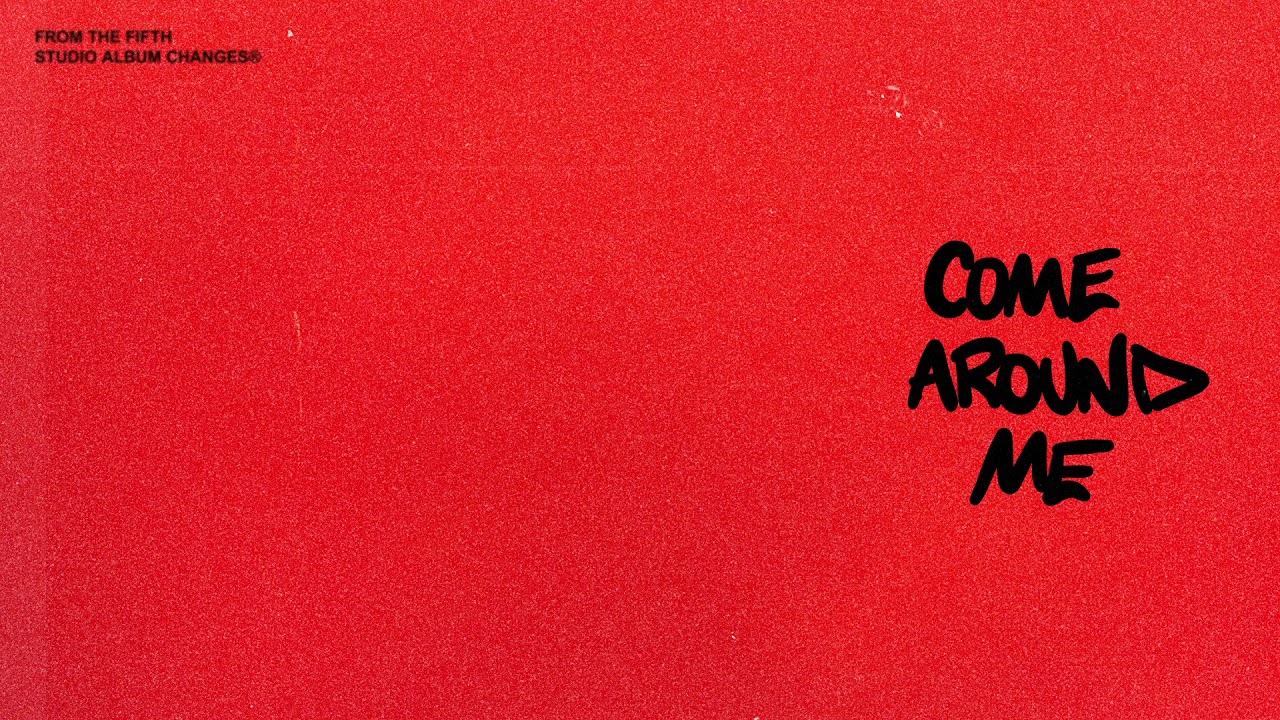 FROM THE FIFTH
STUDIO ALBUM CHANGES®
COME
AROUND
ME